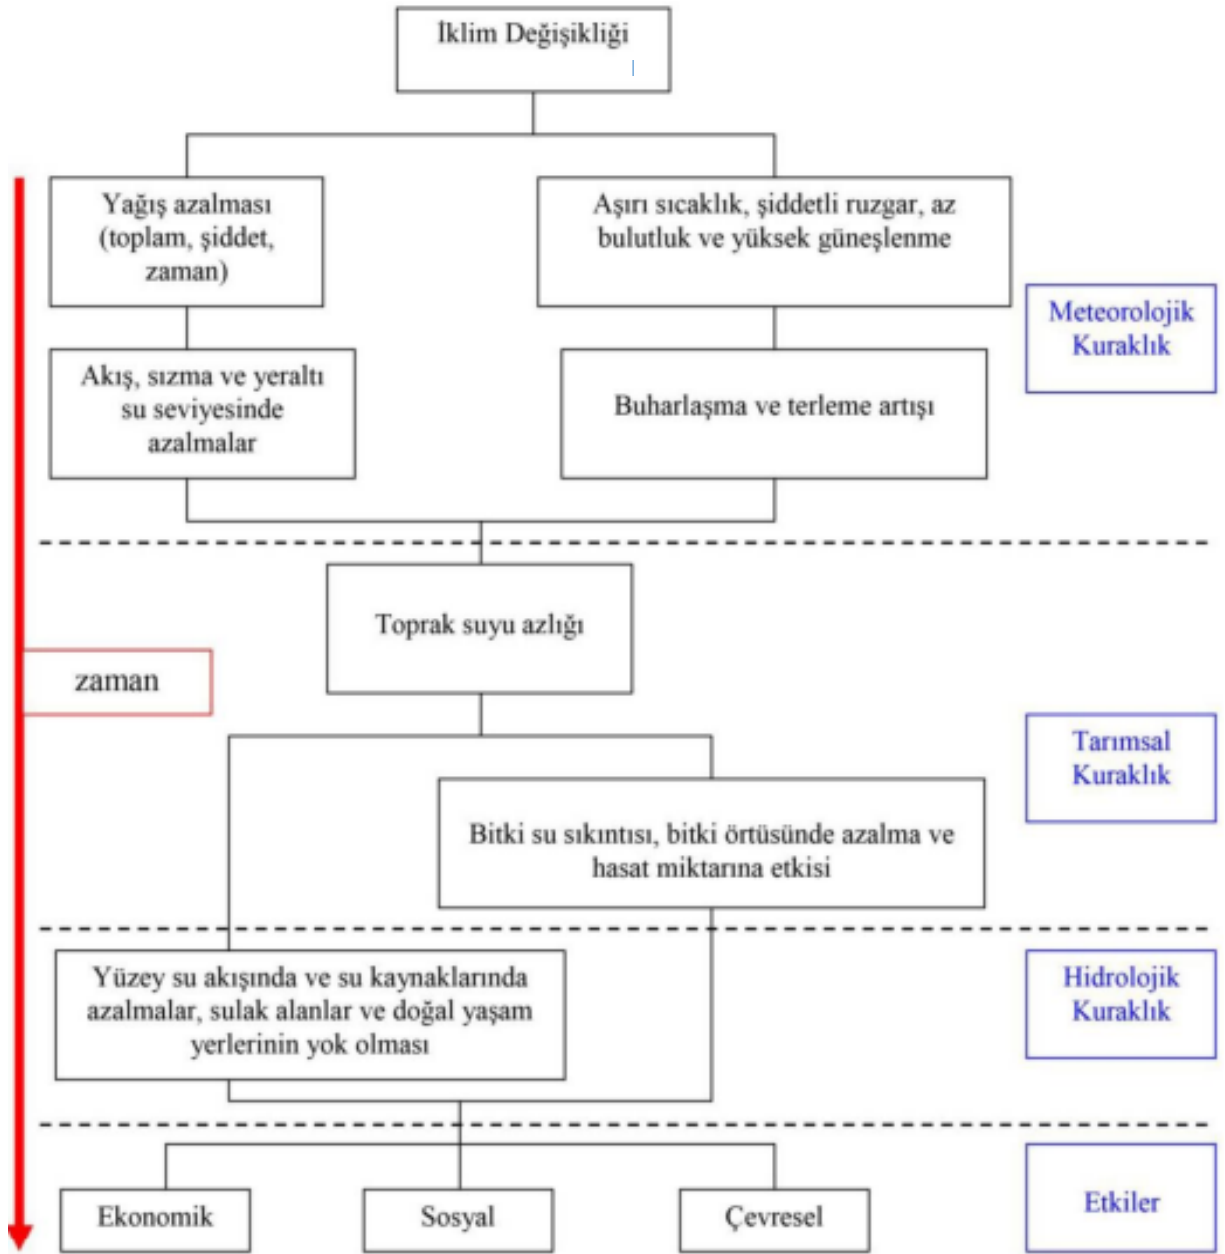 İklim Değişikliği
Yağış azalması
(toplam, şiddet,
zaman)
Aşırı sıcaklık, şiddetli ruzgar, az
bulutluk ve yüksek güneşlenme
Meteorolojik
Kuraklık
Akış, sızma ve yeraltı
su seviyesinde
azalmalar
Buharlaşma ve terleme artışı
Toprak suyu azlığı
zaman
Tarımsal
Kuraklık
Bitki su sıkıntısı, bitki örtüsünde azalma ve
hasat miktarına etkisi
Yüzey su akışında ve su kaynaklarında
azalmalar, sulak alanlar ve doğal yaşam
yerlerinin yok olması
Hidrolojik
Kuraklık
Ekonomik
Sosyal
Çevresel
Etkiler